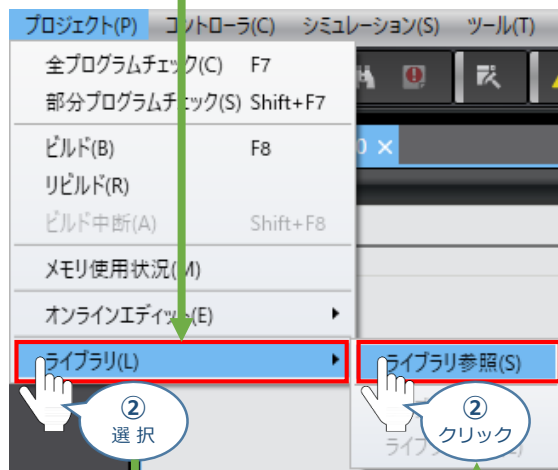 プロジェクト(P) コントローラ(C) シミュレーション(S) ツール(T)
全プログラムチェック(C) F7
部分プログラムチェック(S) Shift+F7
ビルド(B) F8
リビルド(R)
ビルド中断(A) Shift+F8
メモリ使用状況(M)
オンラインエディット(E)
ライブラリ(L)
ライブラリ参照(S)
②
選 択
②
クリック
ライブ